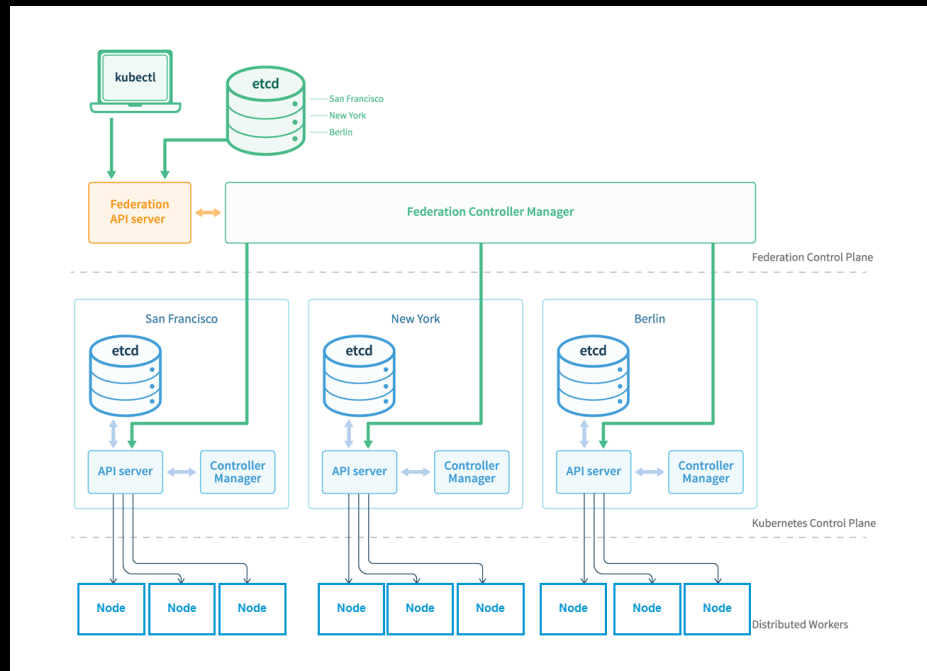 kubectl
etcd
San Francisco
New York
Berlin
Federation
API server
Federation Controller Manager
Federation Control Plane
San Francisco
New York
Berlin
etcd
etcd
etcd
API server
Controller
Manager
API server
Controller
Manager
API server
Controller
Manager
Kubernetes Control Plane
Node
Node
Node
Node
Node
Node
Node
Node
Node
Distributed Workers